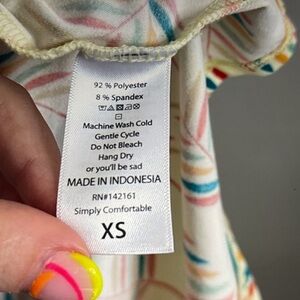 92 % Polyester
8 % Spandex
Machine Wash Cold
Gentle Cycle
Do Not Bleach
Hang Dry
or you'll be sad
MADE IN INDONESIA
RN#142161
Simply Comfortable
XS